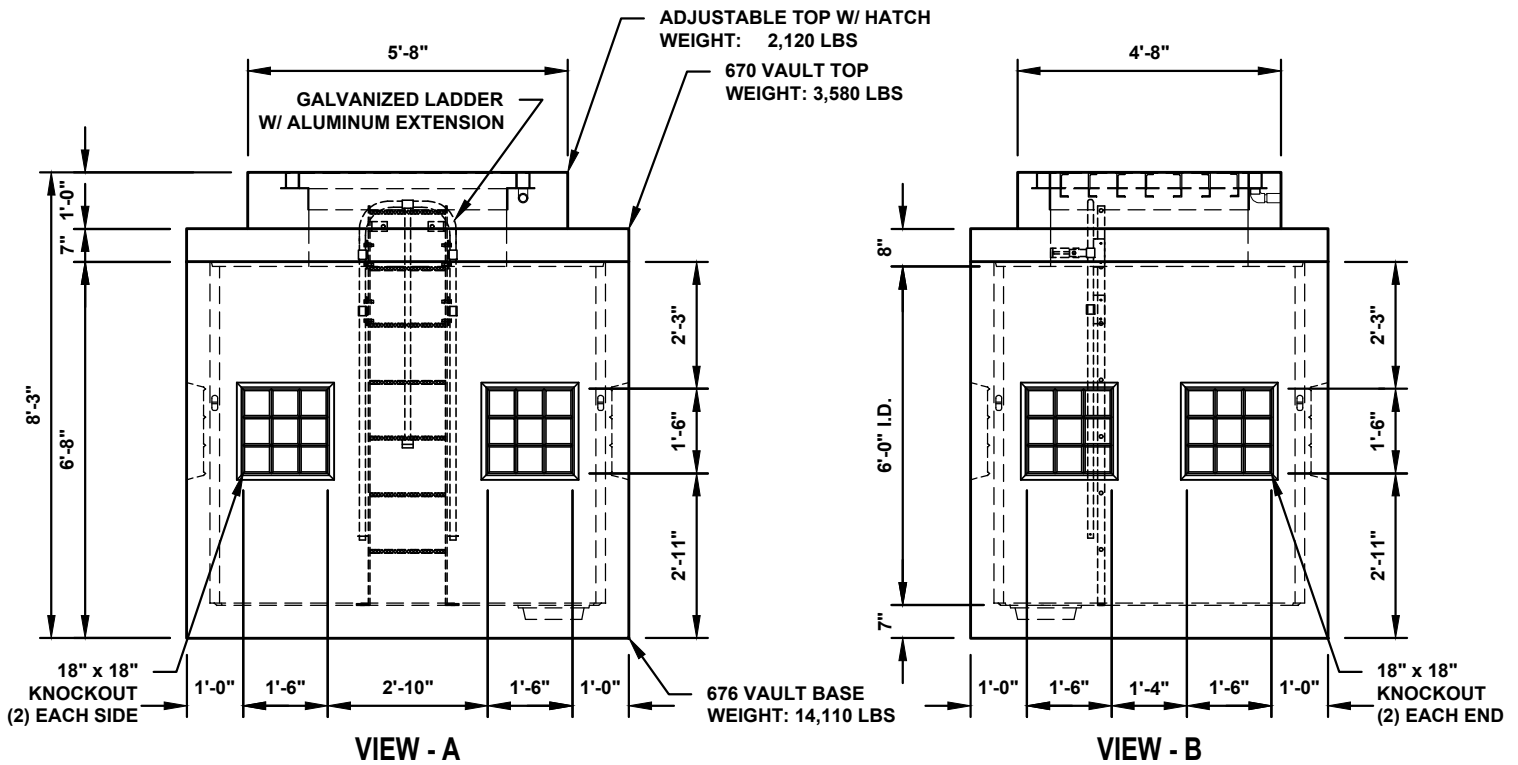 ADJUSTABLE TOP W/ HATCH
WEIGHT: 2,120 LBS
670 VAULT TOP
WEIGHT: 3,580 LBS
GALVANIZED LADDER
W/ ALUMINUM EXTENSION
5'-8"
1'-0"
7"
8'-3"
6'-8"
2'-3"
1'-6"
2'-11"
18" x 18"
KNOCKOUT
(2) EACH SIDE
1'-0"
1'-6"
2'-10"
1'-6"
1'-0"
676 VAULT BASE
WEIGHT: 14,110 LBS
VIEW - A
4'-8"
8"
6'-0" I.D.
7"
2'-3"
1'-6"
2'-11"
1'-0"
1'-6"
1'-4"
1'-6"
1'-0"
18" x 18"
KNOCKOUT
(2) EACH END
VIEW - B